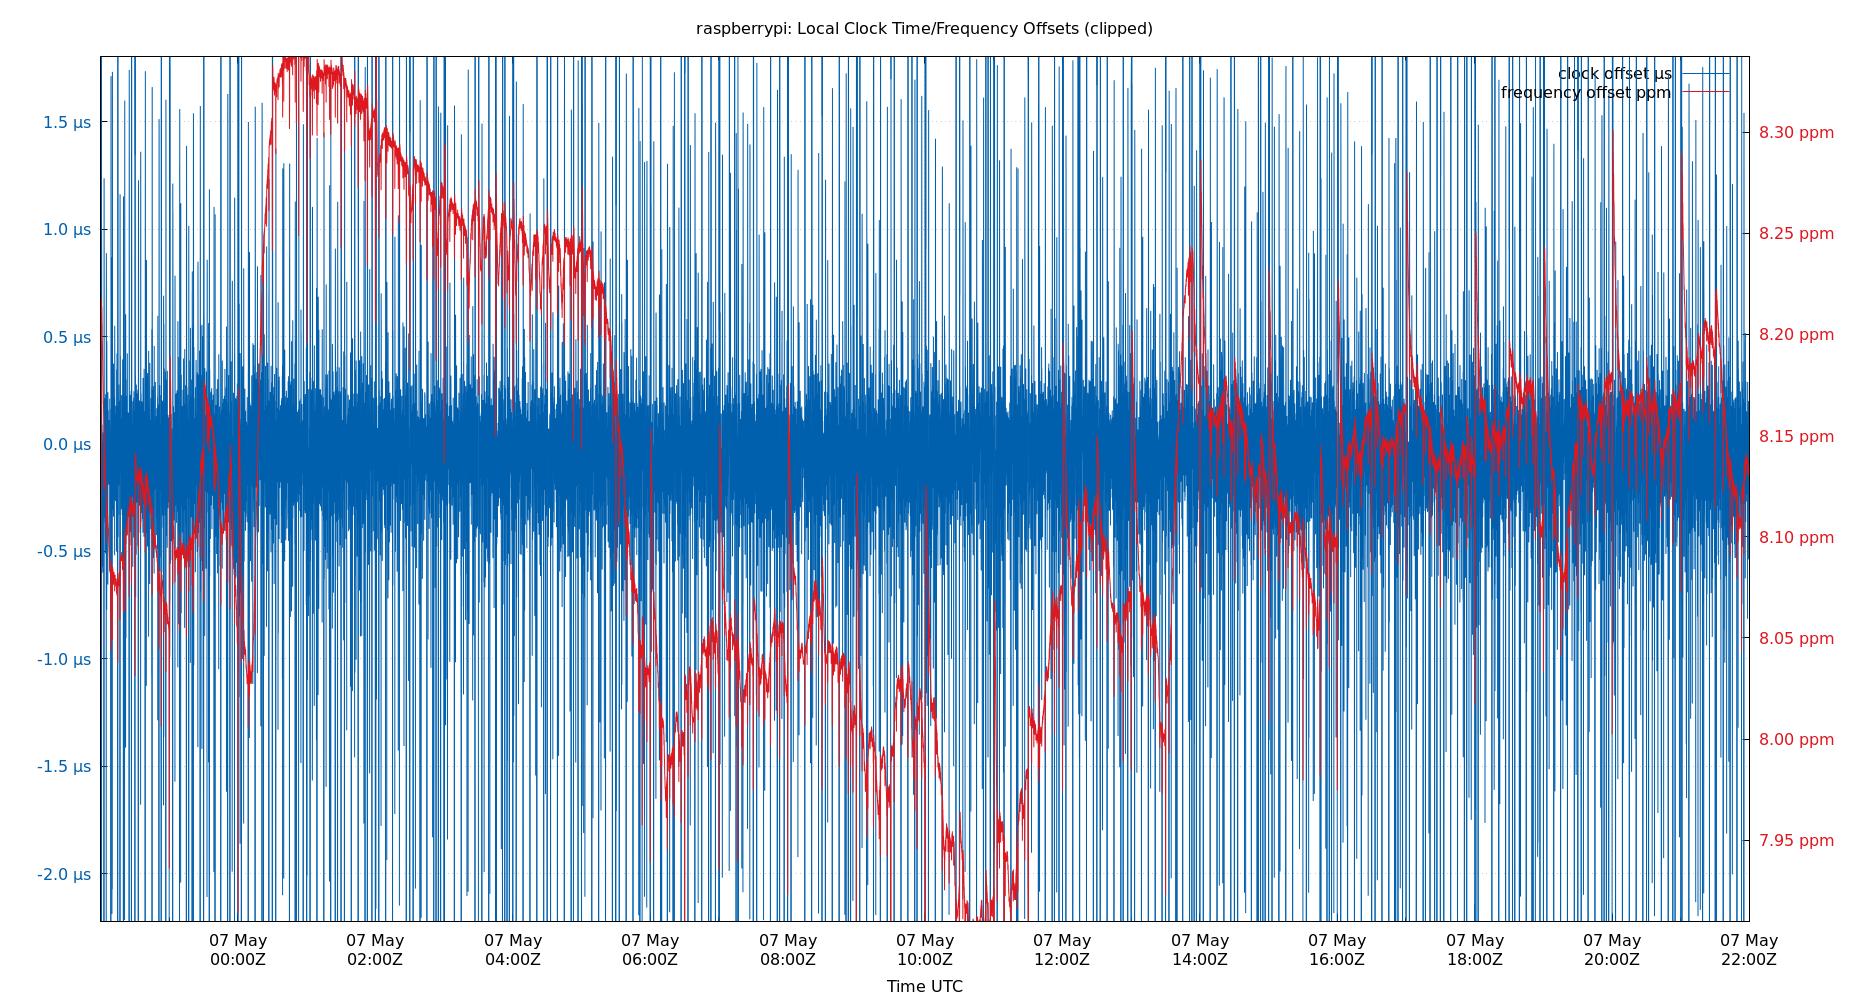 raspberrypi: Local Clock Time/Frequency Offsets (clipped)
clock offset µs
frequency offset ppm
1.5 µs
1.0 µs
0.5 µs
0.0 µs
-0.5 µs
-1.0 µs
-1.5 µs
-2.0 µs
8.30 ppm
8.25 ppm
8.20 ppm
8.15 ppm
8.10 ppm
8.05 ppm
8.00 ppm
7.95 ppm
07 May 07 May 07 May 07 May 07 May 07 May 07 May 07 May 07 May 07 May 07 May 07 May
00:00Z 02:00Z 04:00Z 06:00Z 08:00Z 10:00Z 12:00Z 14:00Z 16:00Z 18:00Z 20:00Z 22:00Z
Time UTC